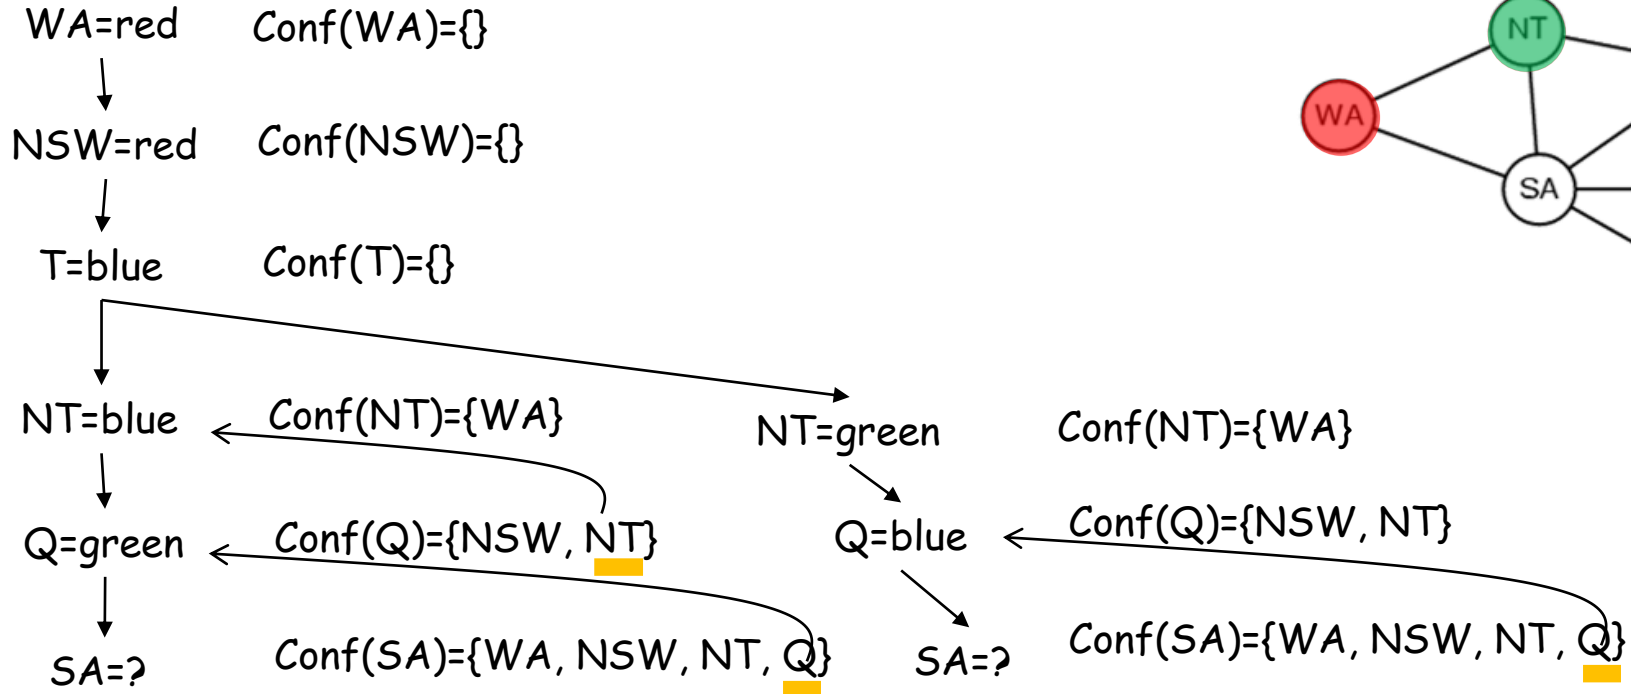 WA=red Conf(WA)={}
NT
WA
NSW=red Conf(NSW)={}
SA
T=blue Conf(T)={}
NT=blue Conf(NT)={WA} NT=green Conf(NT)={WA}
Q=green Conf(Q)={NSW, NT} Q=blue Conf(Q)={NSW, NT}
SA=? Conf(SA)={WA, NSW, NT, Q} SA=? Conf(SA)={WA, NSW, NT, Q}